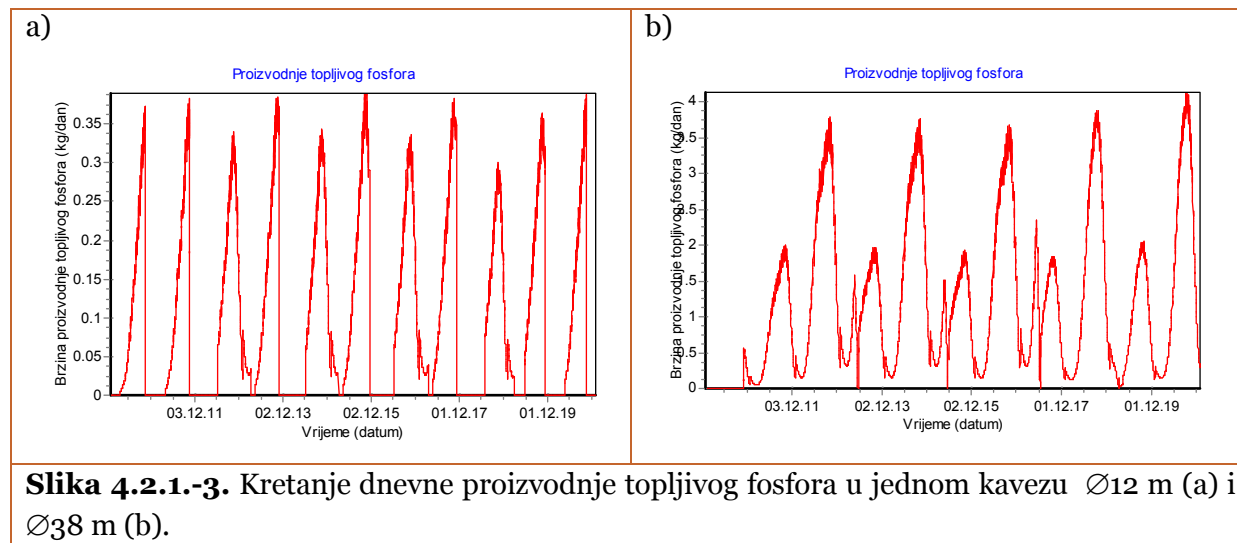 a)
Proizvodnje topljivog fosfora
Brzina proizvodnje topljivog fosfora (kg/dan)
0.35
0.3
0.25
0.2
0.15
0.1
0.05
0
03.12.11 02.12.13 02.12.15 01.12.17 01.12.19
Vrijeme (datum)
b)
Proizvodnje topljivog fosfora
Brzina proizvodnje topljivog fosfora (kg/dan)
4
3.5
3
2.5
2
1.5
1
0.5
0
03.12.11 02.12.13 02.12.15 01.12.17 01.12.19
Vrijeme (datum)
Slika 4.2.1.-3. Kretanje dnevne proizvodnje topljivog fosfora u jednom kavezu ∅12 m (a) i
∅38 m (b).